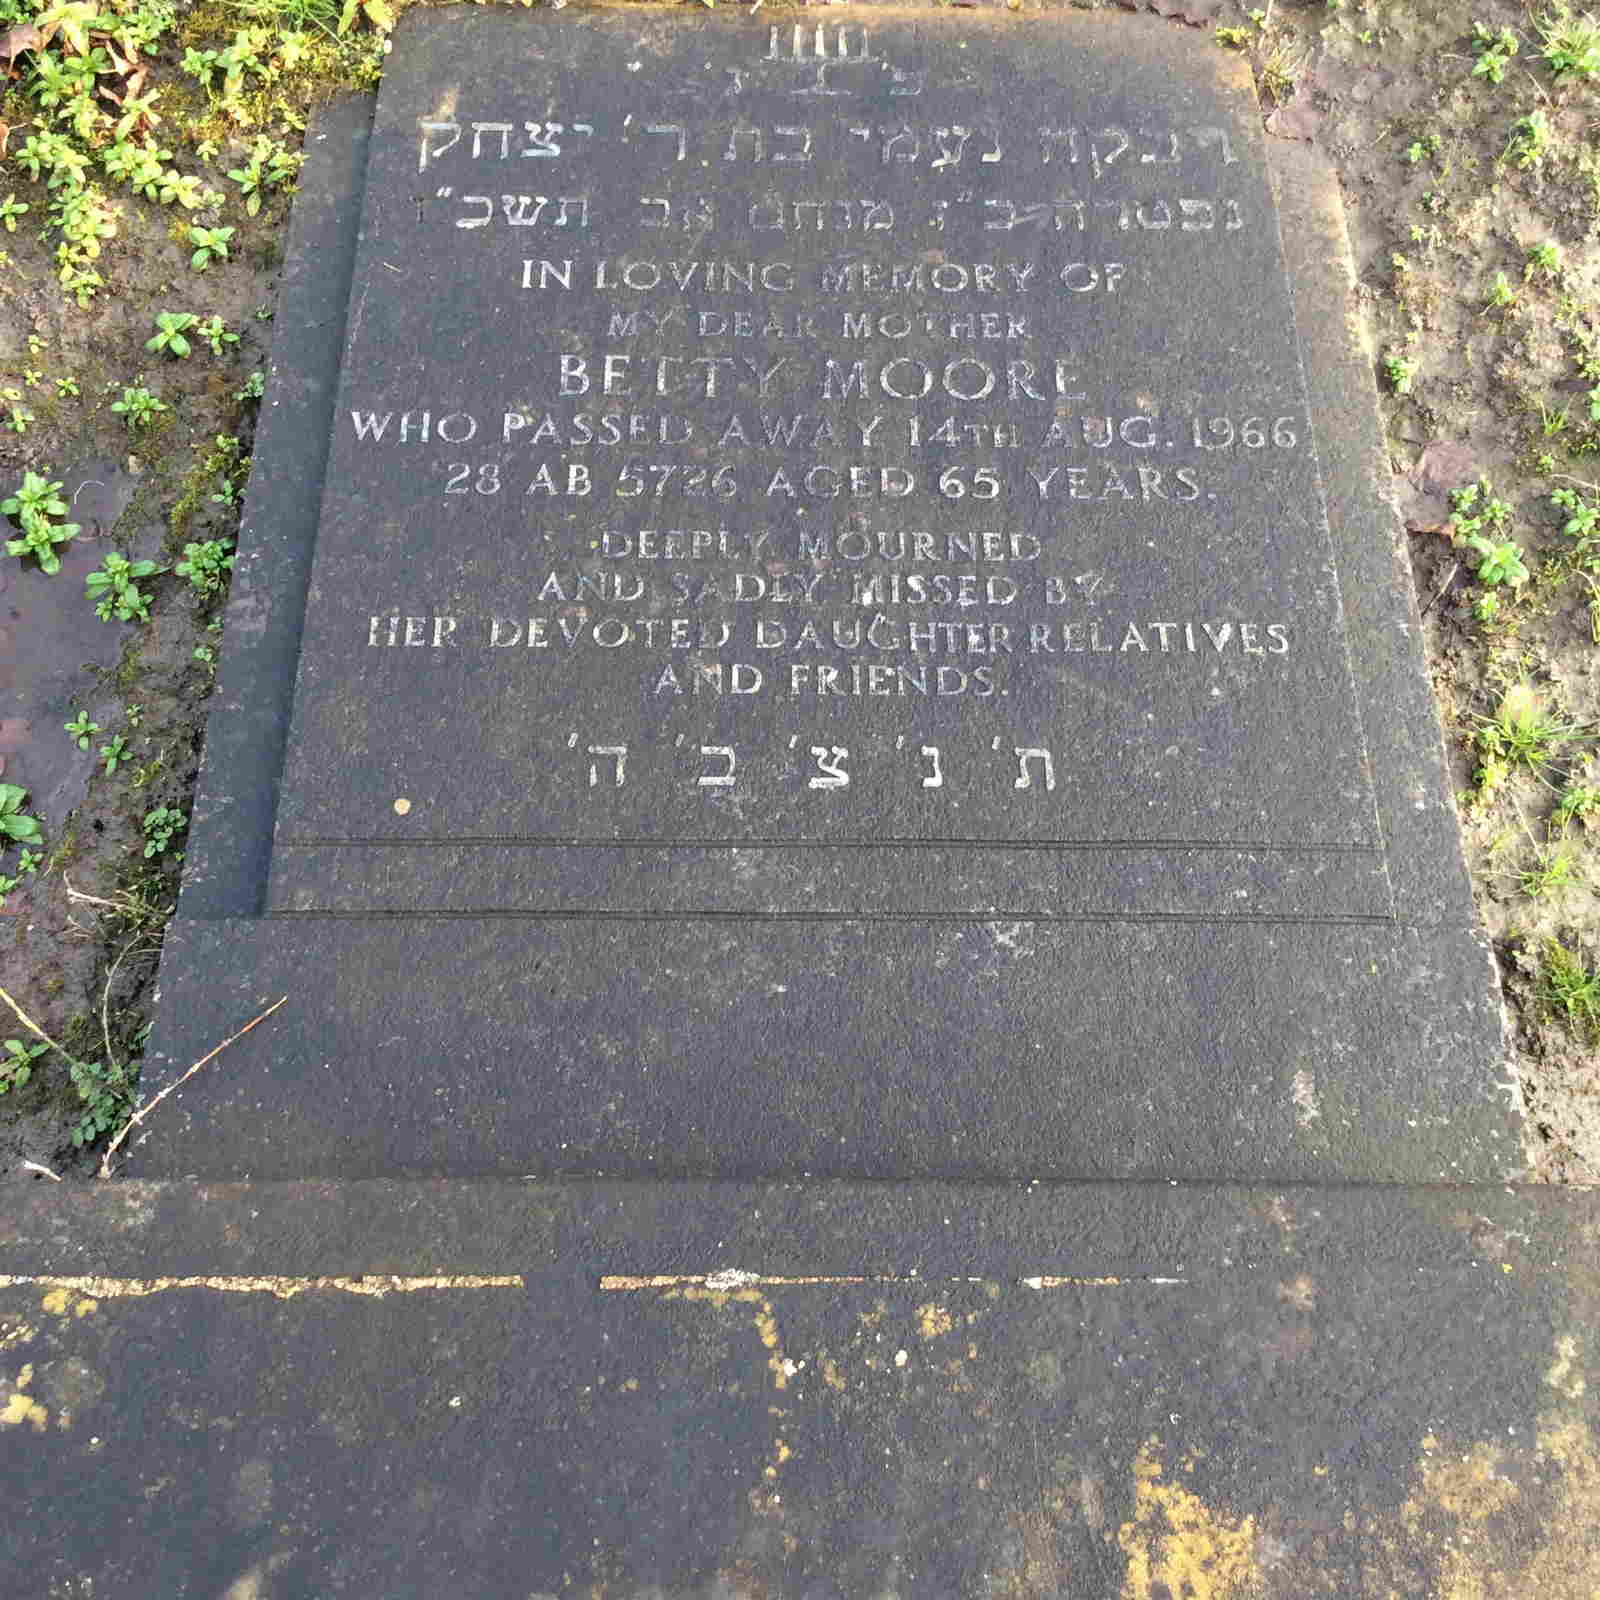 פ נ
רבקה נעמי בת ר' יצחק
נפטרה כ"ז מנחם אב תשכ"ו
IN LOVING MEMORY OF
MY DEAR MOTHER
BETTY MOORE
WHO PASSED AWAY 14TH AUG. 1966
28 AB 5726 AGED 65 YEARS.
DEEPLY MOURNED
AND SADLY MISSED BY
HER DEVOTED DAUGHTER RELATIVES
AND FRIENDS.
ת' נ' צ' ב' ה'